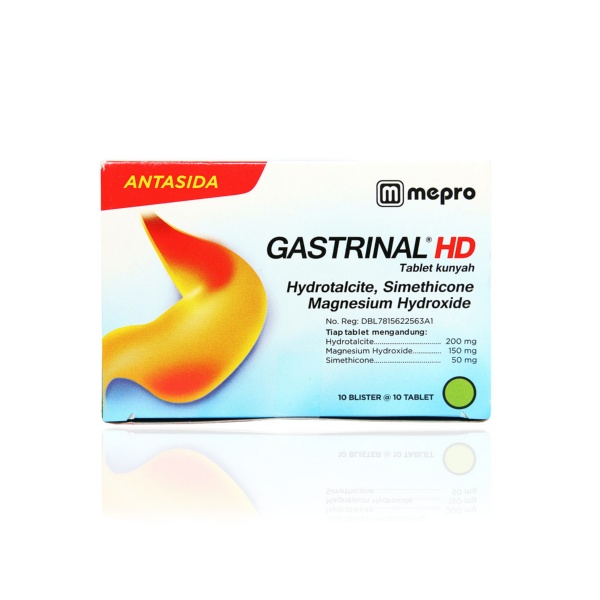 ANTASIDA
mepro
GASTRINAL® HD
Tablet kunyah
Hydrotalcite, Simethicone
Magnesium Hydroxide
No. Reg: DBL7815622563A1
Tiap tablet mengandung:
Hydrotalcite.......................... 200 mg
Magnesium Hydroxide........... 150 mg
Simethicone.......................... 50 mg
10 BLISTER @ 10 TABLET